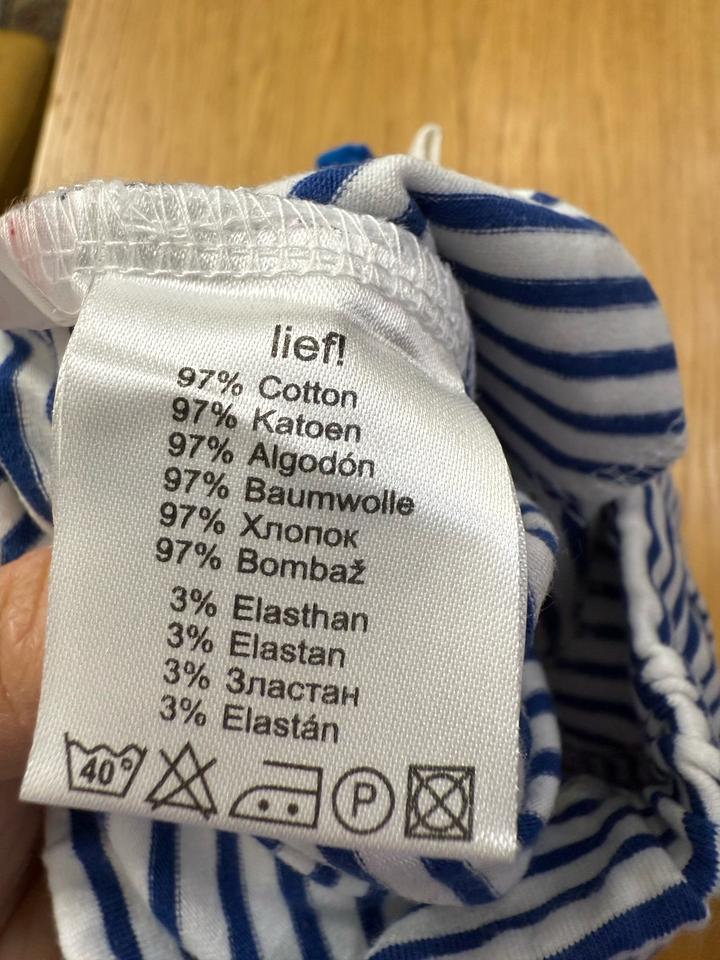 lief!
97% Cotton
97% Katoen
97% Algodón
97% Baumwolle
97% Хлопок
97% Bombaž
3% Elasthan
3% Elastan
3% Зластан
3% Elastán
40° P